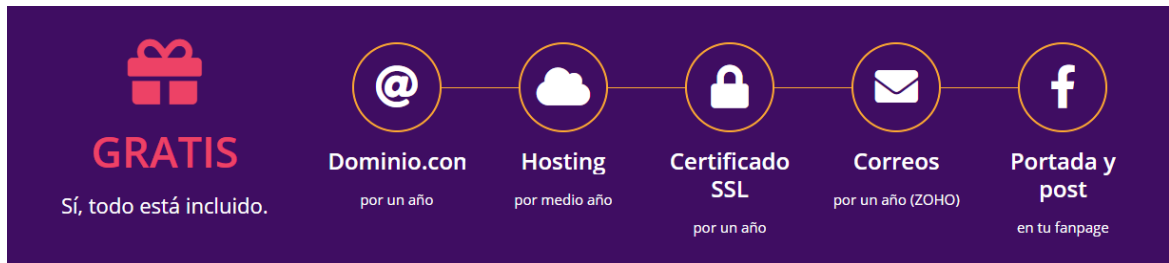 GRATIS
Sí, todo está incluido.
Dominio.con
por un año
Hosting
por medio año
Certificado
SSL
por un año
Correos
por un año (ZOHO)
Portada y
post
en tu fanpage